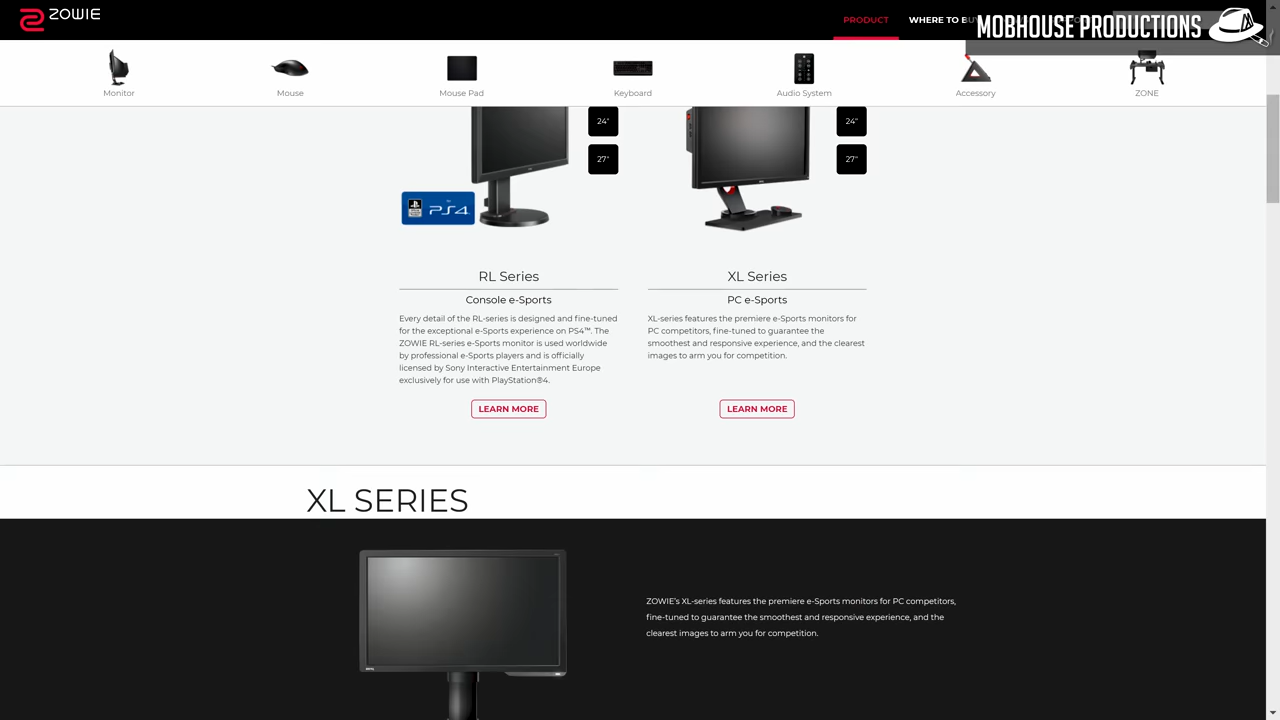 ZOWIE
PRODUCT
WHERE TO BUY
MOBHOUSE PRODUCTIONS
Monitor
Mouse
Mouse Pad
Keyboard
Audio System
Accessory
ZONE
24"
27"
24"
27"
PS4
RL Series
Console e-Sports
Every detail of the RL-series is designed and fine-tuned
for the exceptional e-Sports experience on PS4™. The
ZOWIE RL-series e-Sports monitor is used worldwide
by professional e-Sports players and is officially
licensed by Sony Interactive Entertainment Europe
exclusively for use with PlayStation®4.
LEARN MORE
XL Series
PC e-Sports
XL-series features the premiere e-Sports monitors for
PC competitors, fine-tuned to guarantee the
smoothest and responsive experience, and the clearest
images to arm you for competition.
LEARN MORE
XL SERIES
ZOWIE's XL-series features the premiere e-Sports monitors for PC competitors,
fine-tuned to guarantee the smoothest and responsive experience, and the
clearest images to arm you for competition.